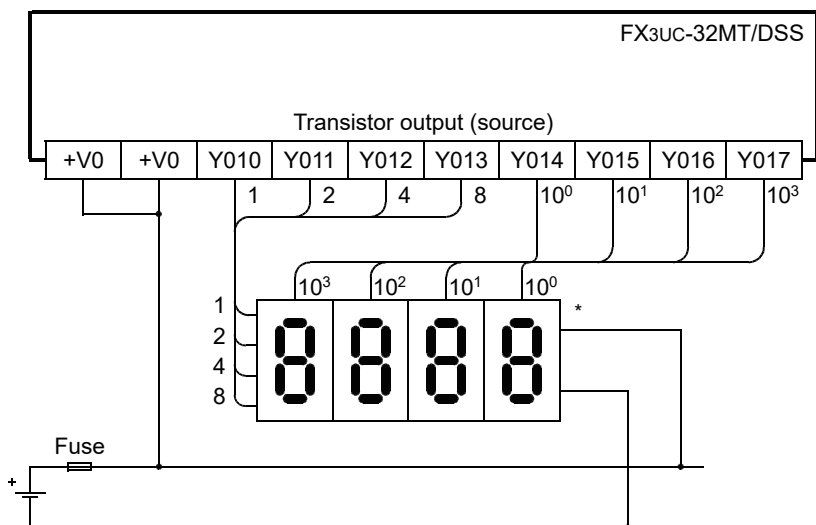 FX3UC-32MT/DSS
Transistor output (source)
+V0 +V0 Y010 Y011 Y012 Y013 Y014 Y015 Y016 Y017
1 2 4 8 10⁰ 10¹ 10² 10³
10³ 10² 10¹ 10⁰
1 *
2
4
8
8888
Fuse
+